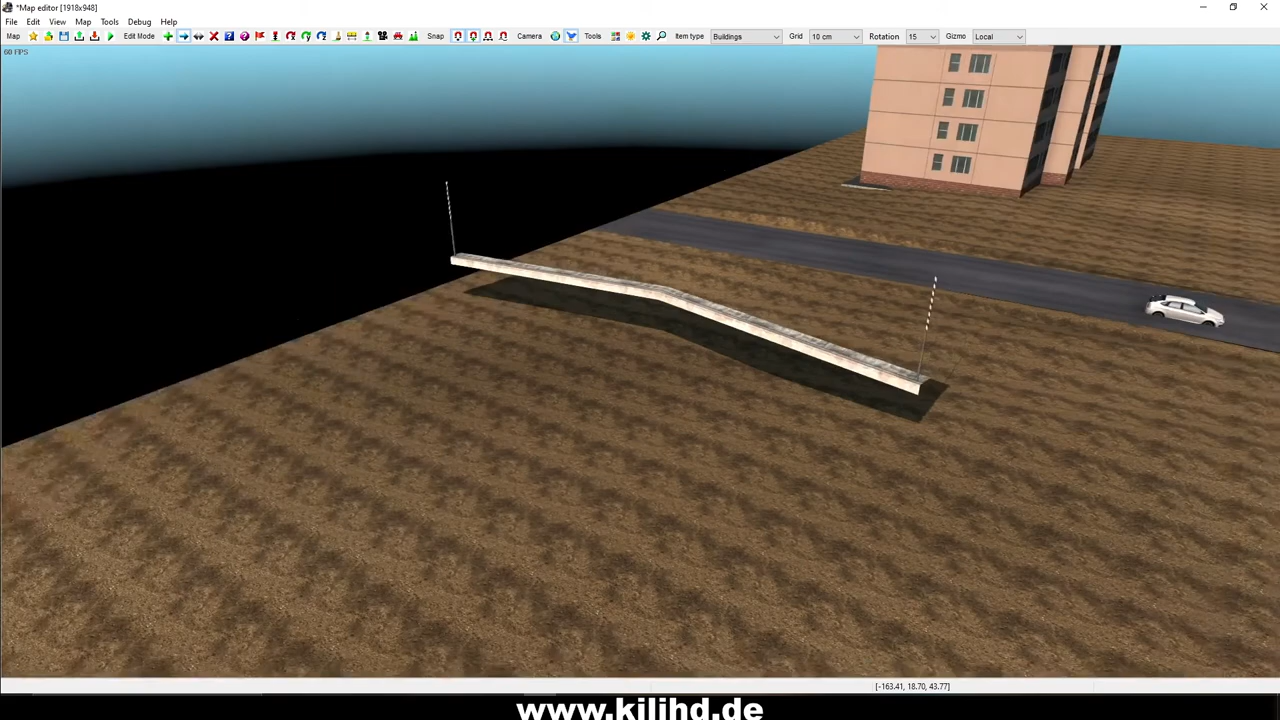 *Map editor [1918x948]
File Edit View Map Tools Debug Help
Map Edit Mode Snap Camera Tools Item type Buildings Grid 10 cm Rotation 15 Gizmo Local
60 FPS
[-163.41, 18.70, 43.77]
www.kilihd.de